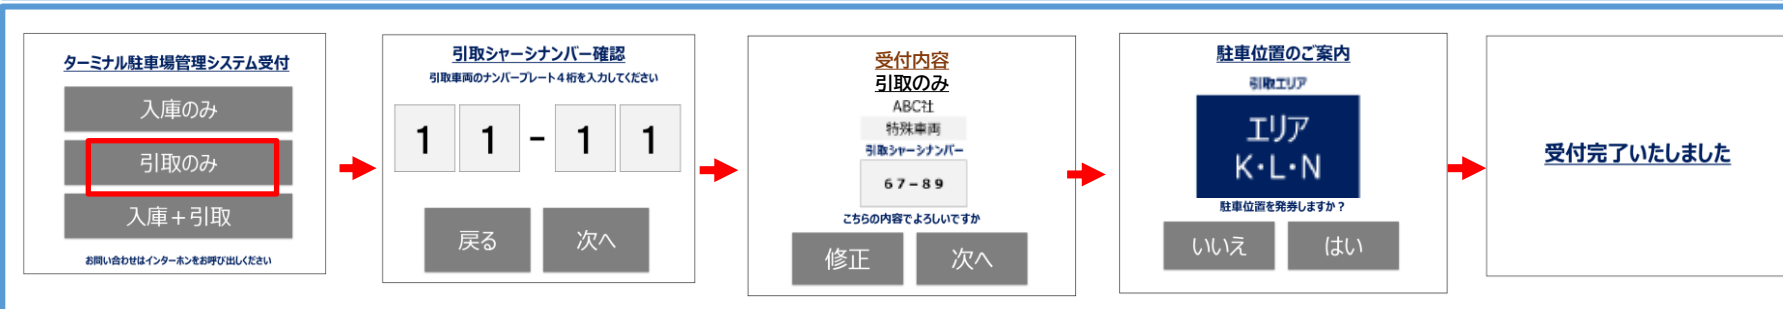 ターミナル駐車場管理システム受付
入庫のみ
引取のみ
入庫+引取
お問い合わせはインターホンをお呼び出しください
引取シャーシナンバー確認
引取車両のナンバープレート4桁を入力してください
1 1 - 1 1
戻る 次へ
受付内容
引取のみ
ABC社
特殊車両
引取シャーシナンバー
67-89
こちらの内容でよろしいですか
修正 次へ
駐車位置のご案内
引取エリア
エリア
K・L・N
駐車位置を発券しますか?
いいえ はい
受付完了いたしました